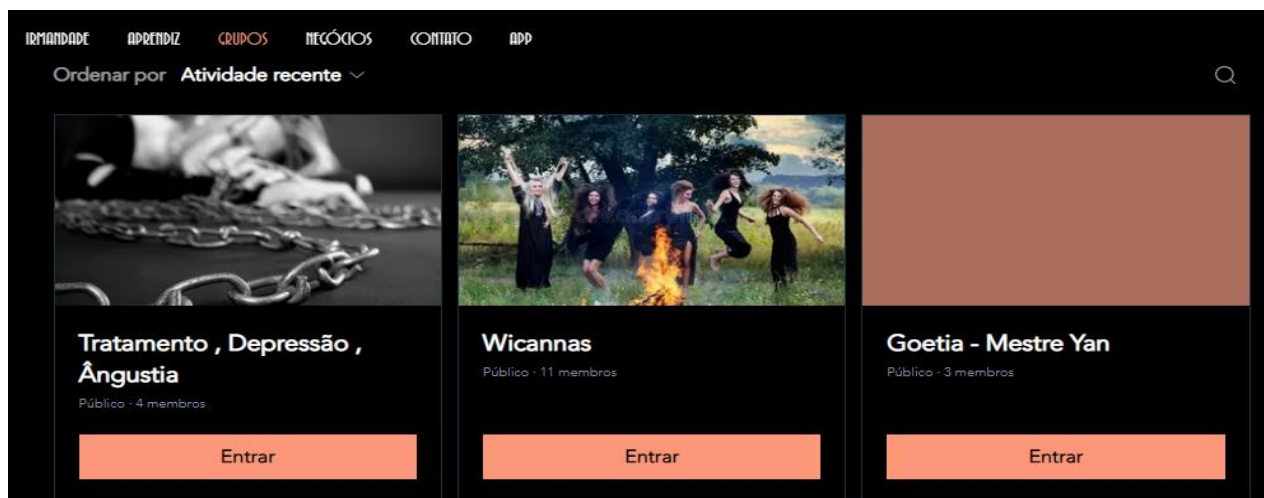 IRMANDADE APRENDIZ GRUPOS NEGÓCIOS CONTATO APP
Ordenar por Atividade recente
Tratamento , Depressão ,
Ângustia
Público · 4 membros
Entrar
Wicannas
Público · 11 membros
Entrar
Goetia - Mestre Yan
Público · 3 membros
Entrar